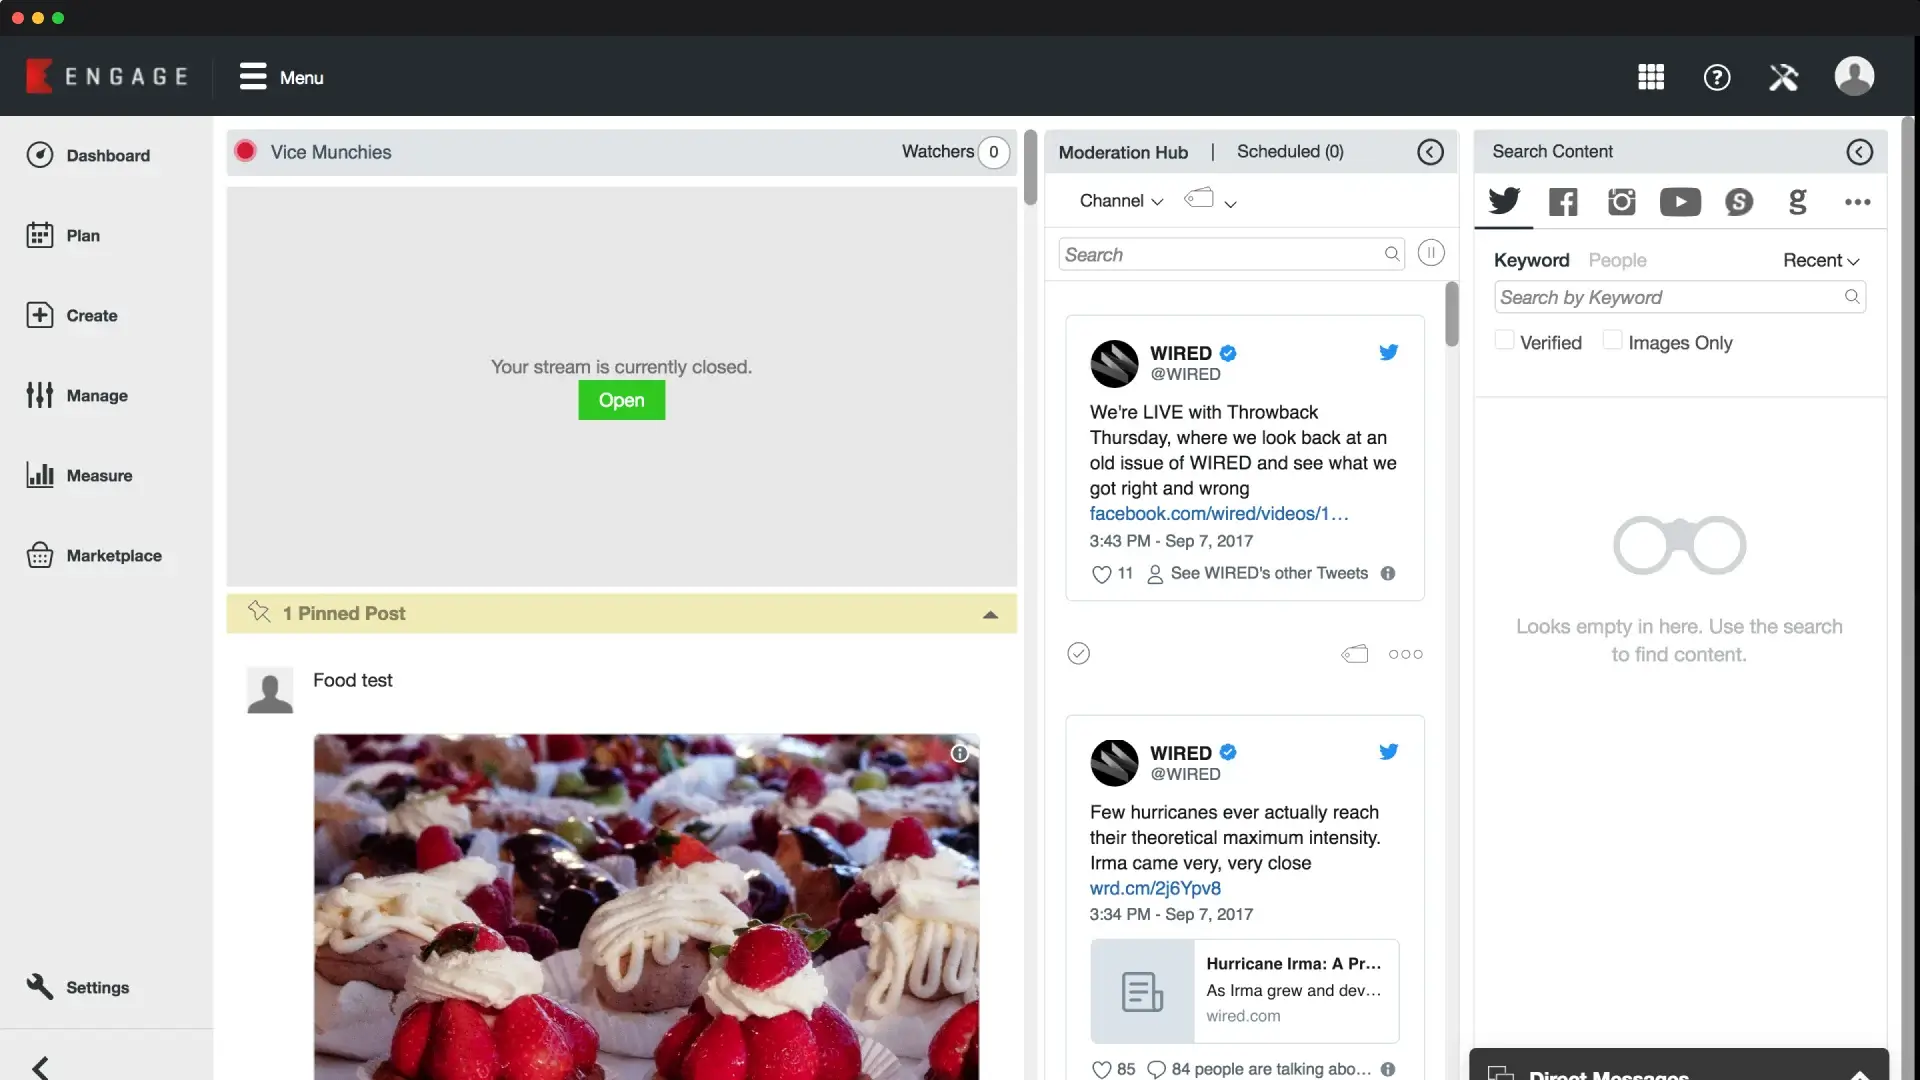 ENGAGE
Menu
Dashboard
Plan
Create
Manage
Measure
Marketplace
Settings
Vice Munchies
Watchers 0
Your stream is currently closed.
Open
1 Pinned Post
Food test
Moderation Hub | Scheduled (0)
Channel
Search
WIRED
@WIRED
We're LIVE with Throwback
Thursday, where we look back at an
old issue of WIRED and see what we
got right and wrong
facebook.com/wired/videos/1…
3:43 PM - Sep 7, 2017
11 See WIRED's other Tweets
WIRED
@WIRED
Few hurricanes ever actually reach
their theoretical maximum intensity.
Irma came very, very close
wrd.cm/2j6Ypv8
3:34 PM - Sep 7, 2017
Hurricane Irma: A Pr…
As Irma grew and dev…
wired.com
85 84 people are talking abo…
Search Content
Keyword People Recent
Search by Keyword
Verified Images Only
Looks empty in here. Use the search
to find content.
Direct Messages